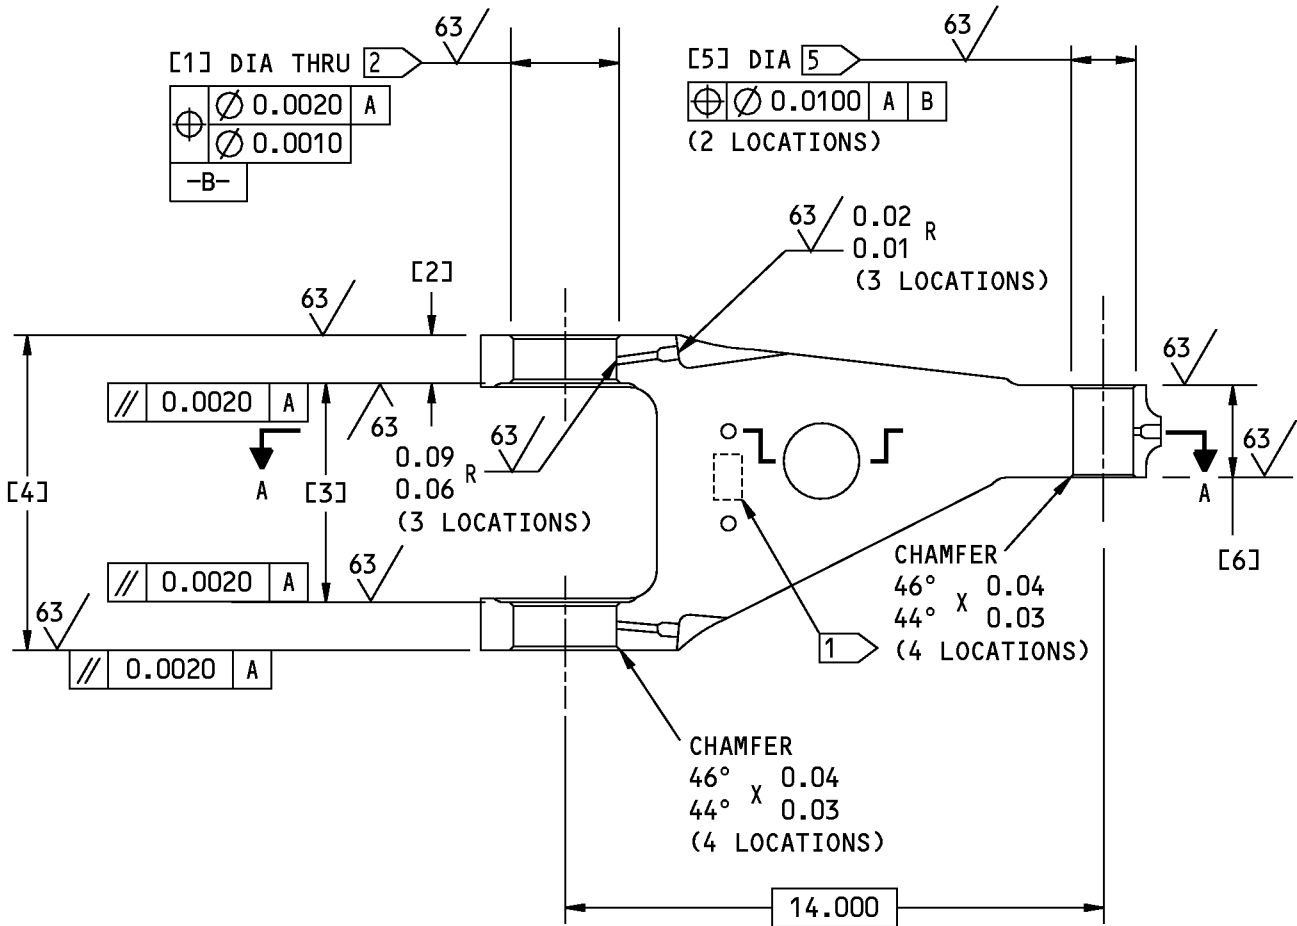 63
63
[1] DIA THRU 2
[5] DIA 5
⌖ ⌀ 0.0020 A
⌀ 0.0010
-B-
⌖ ⌀ 0.0100 A B
(2 LOCATIONS)
63 0.02 R
0.01
(3 LOCATIONS)
[2]
63
63
// 0.0020 A
63
63
63
A
[4]
[3]
0.09 R
0.06
(3 LOCATIONS)
A
[6]
63
// 0.0020 A
63
// 0.0020 A
1
CHAMFER
46° X 0.04
44° 0.03
(4 LOCATIONS)
CHAMFER
46° X 0.04
44° 0.03
(4 LOCATIONS)
14.000